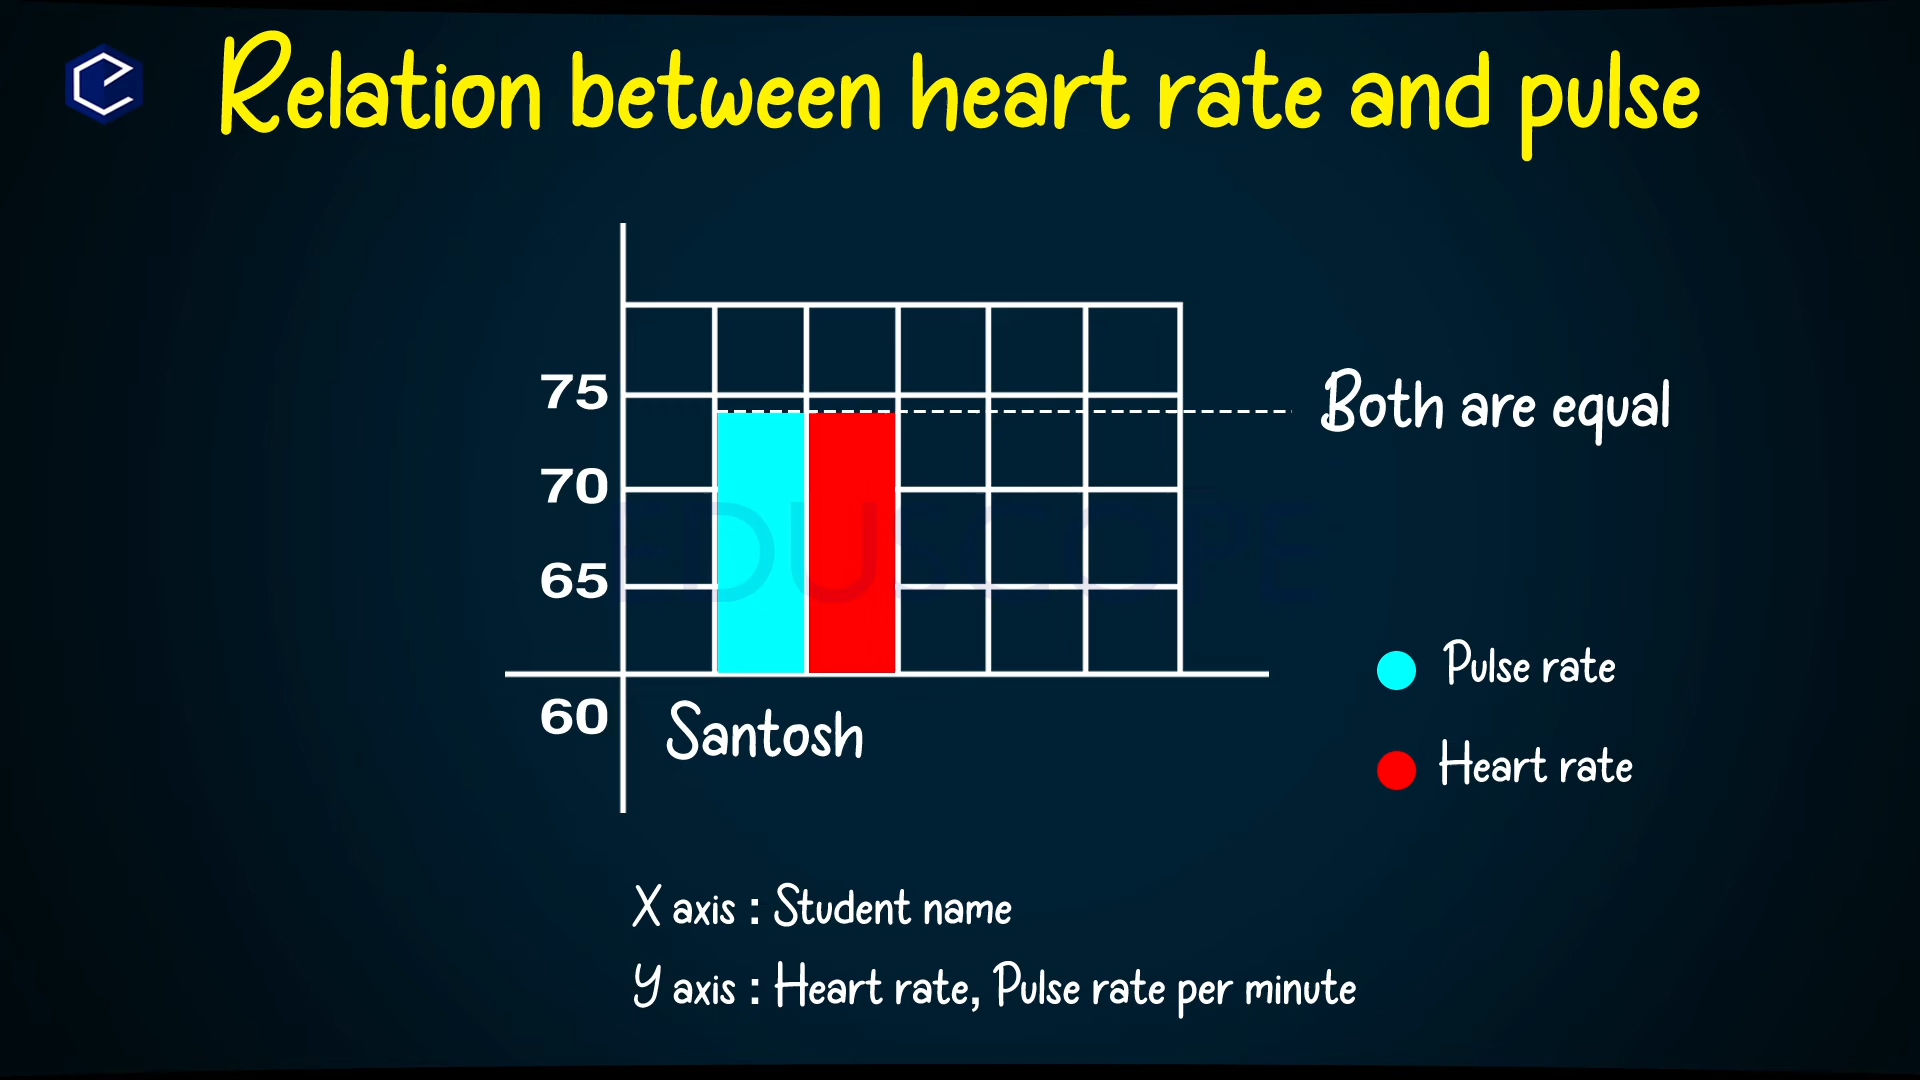 Relation between heart rate and pulse
75
Both are equal
70
65
60
Santosh
Pulse rate
Heart rate
X axis : Student name
Y axis : Heart rate, Pulse rate per minute